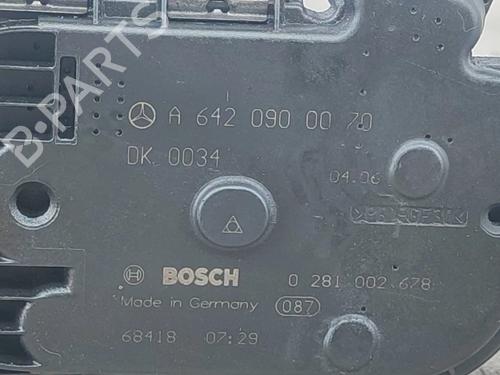 B-PARTS
A 642 090 00 70
DK 0034
04.06
BOSCH
0 281 002 678
Made in Germany
087
68418 07:29